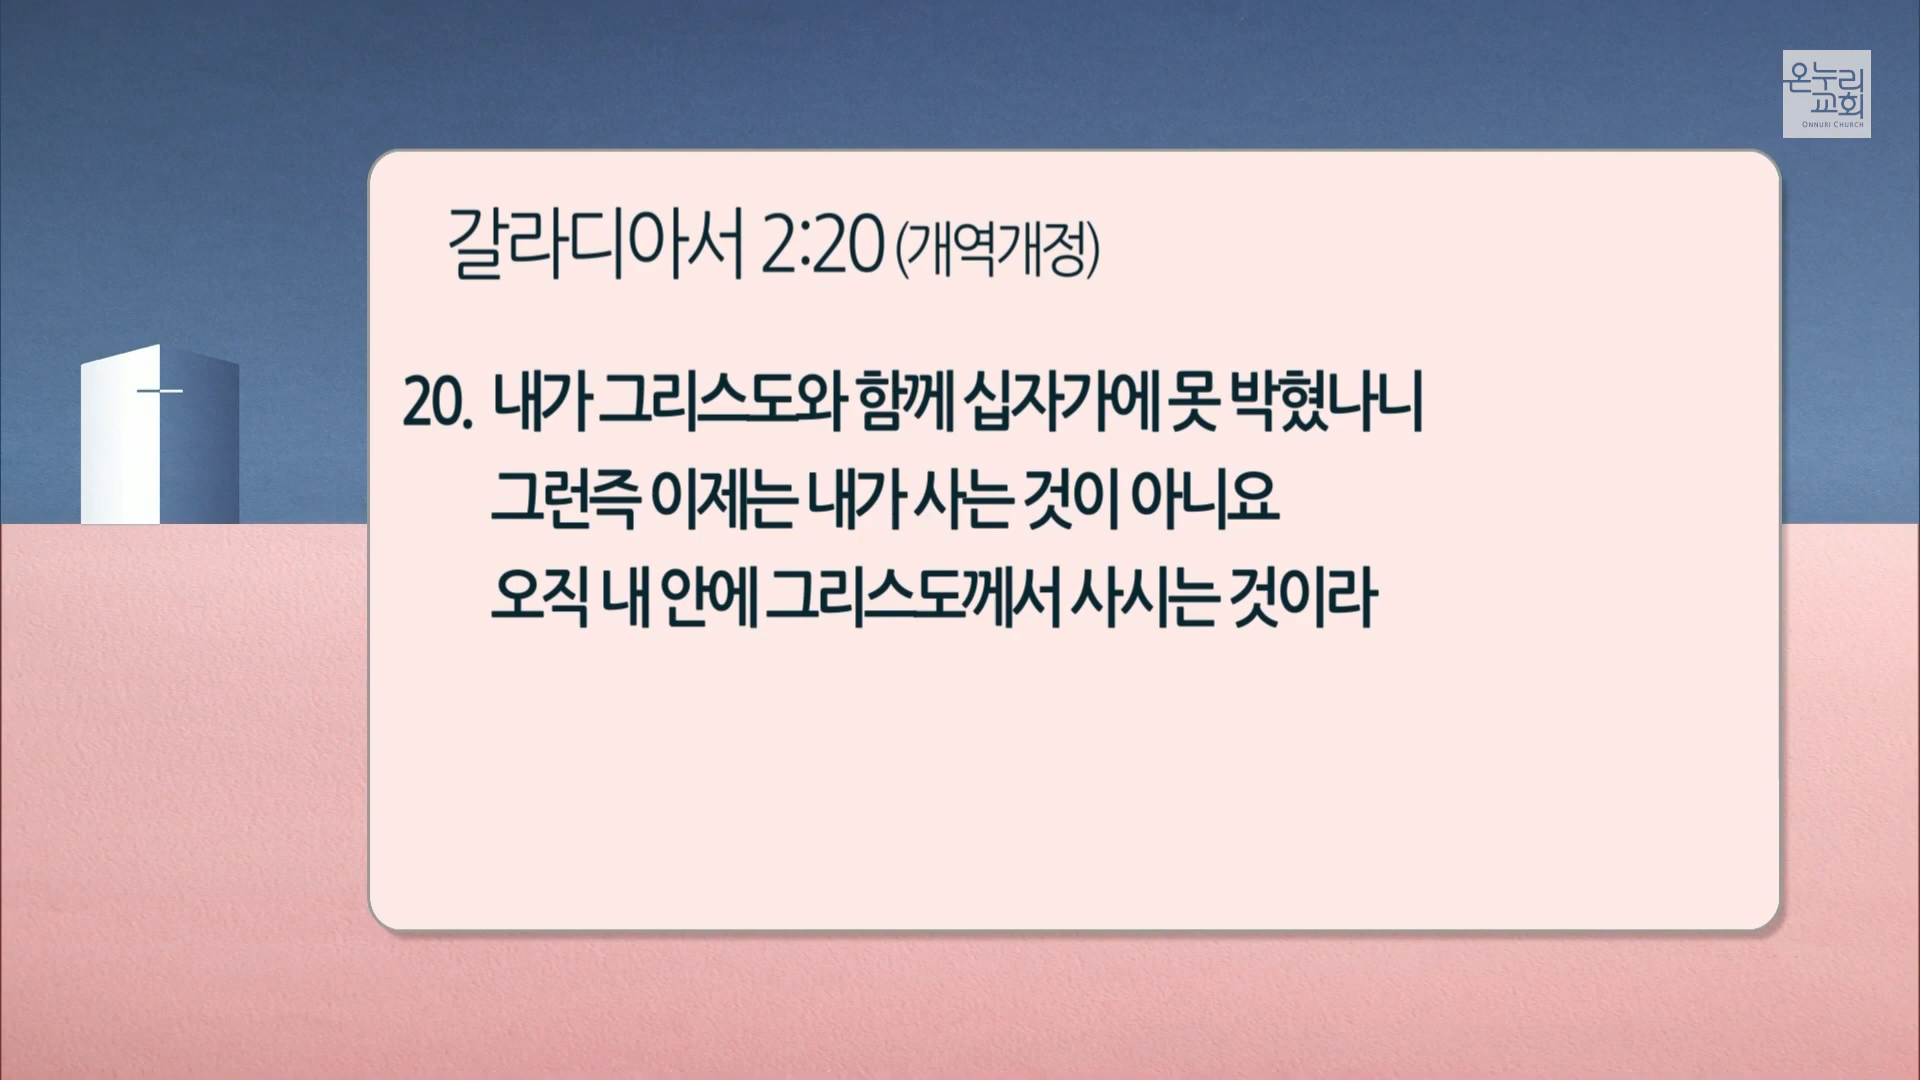 온누리
교회
ONNURI CHURCH
갈라디아서 2:20 (개역개정)
20. 내가 그리스도와 함께 십자가에 못 박혔나니
그런즉 이제는 내가 사는 것이 아니요
오직 내 안에 그리스도께서 사시는 것이라